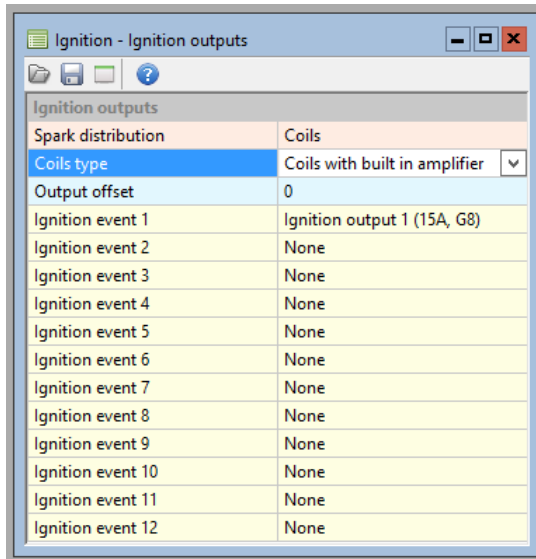 Ignition - Ignition outputs
Ignition outputs
Spark distribution Coils
Coils type Coils with built in amplifier
Output offset 0
Ignition event 1 Ignition output 1 (15A, G8)
Ignition event 2 None
Ignition event 3 None
Ignition event 4 None
Ignition event 5 None
Ignition event 6 None
Ignition event 7 None
Ignition event 8 None
Ignition event 9 None
Ignition event 10 None
Ignition event 11 None
Ignition event 12 None